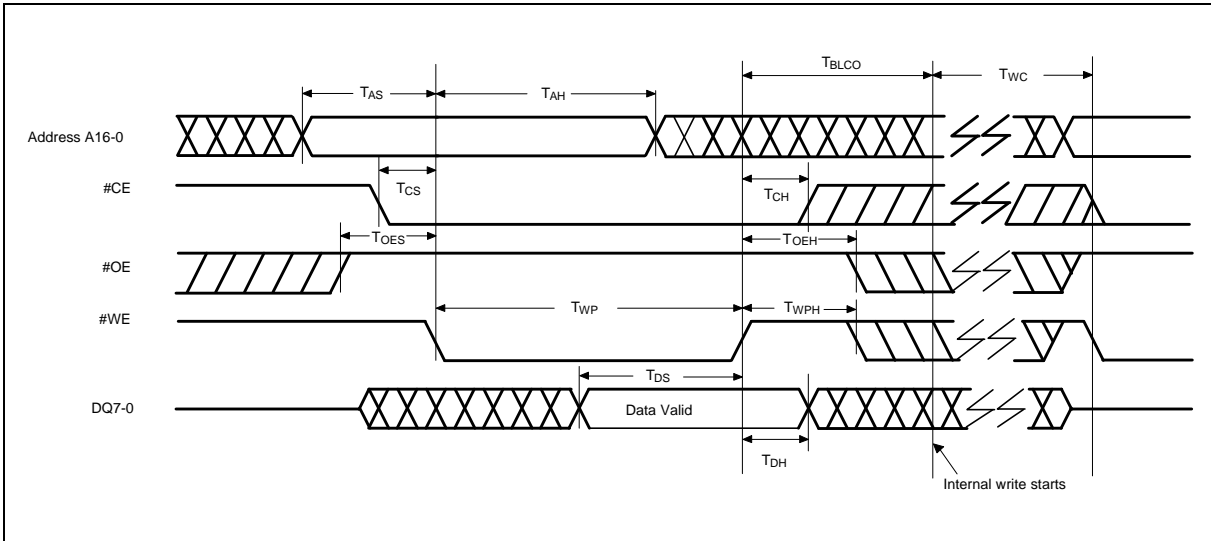 TBLCO
TWC
TAS
TAH
Address A16-0
#CE
TCS
TCH
TOES
TOEH
#OE
#WE
TWP
TWPH
TDS
DQ7-0
Data Valid
TDH
Internal write starts